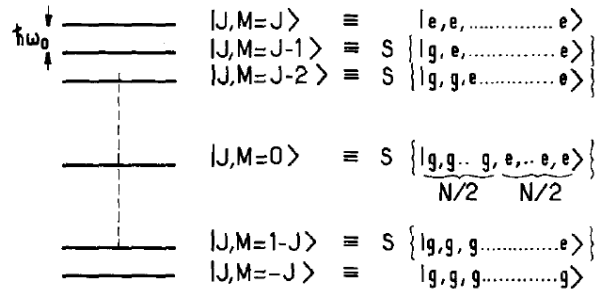 |J,M=J⟩ ≡ |e,e,............. e⟩
ħω₀ |J,M=J-1⟩ ≡ S {|g,e,............. e⟩}
|J,M=J-2⟩ ≡ S {|g,g,e........... e⟩}
|J,M=0⟩ ≡ S {|g,g.. g, e,.. e,e⟩}
N/2 N/2
|J,M=1-J⟩ ≡ S {|g,g,g............e⟩}
|J,M=-J⟩ ≡ |g,g,g............g⟩